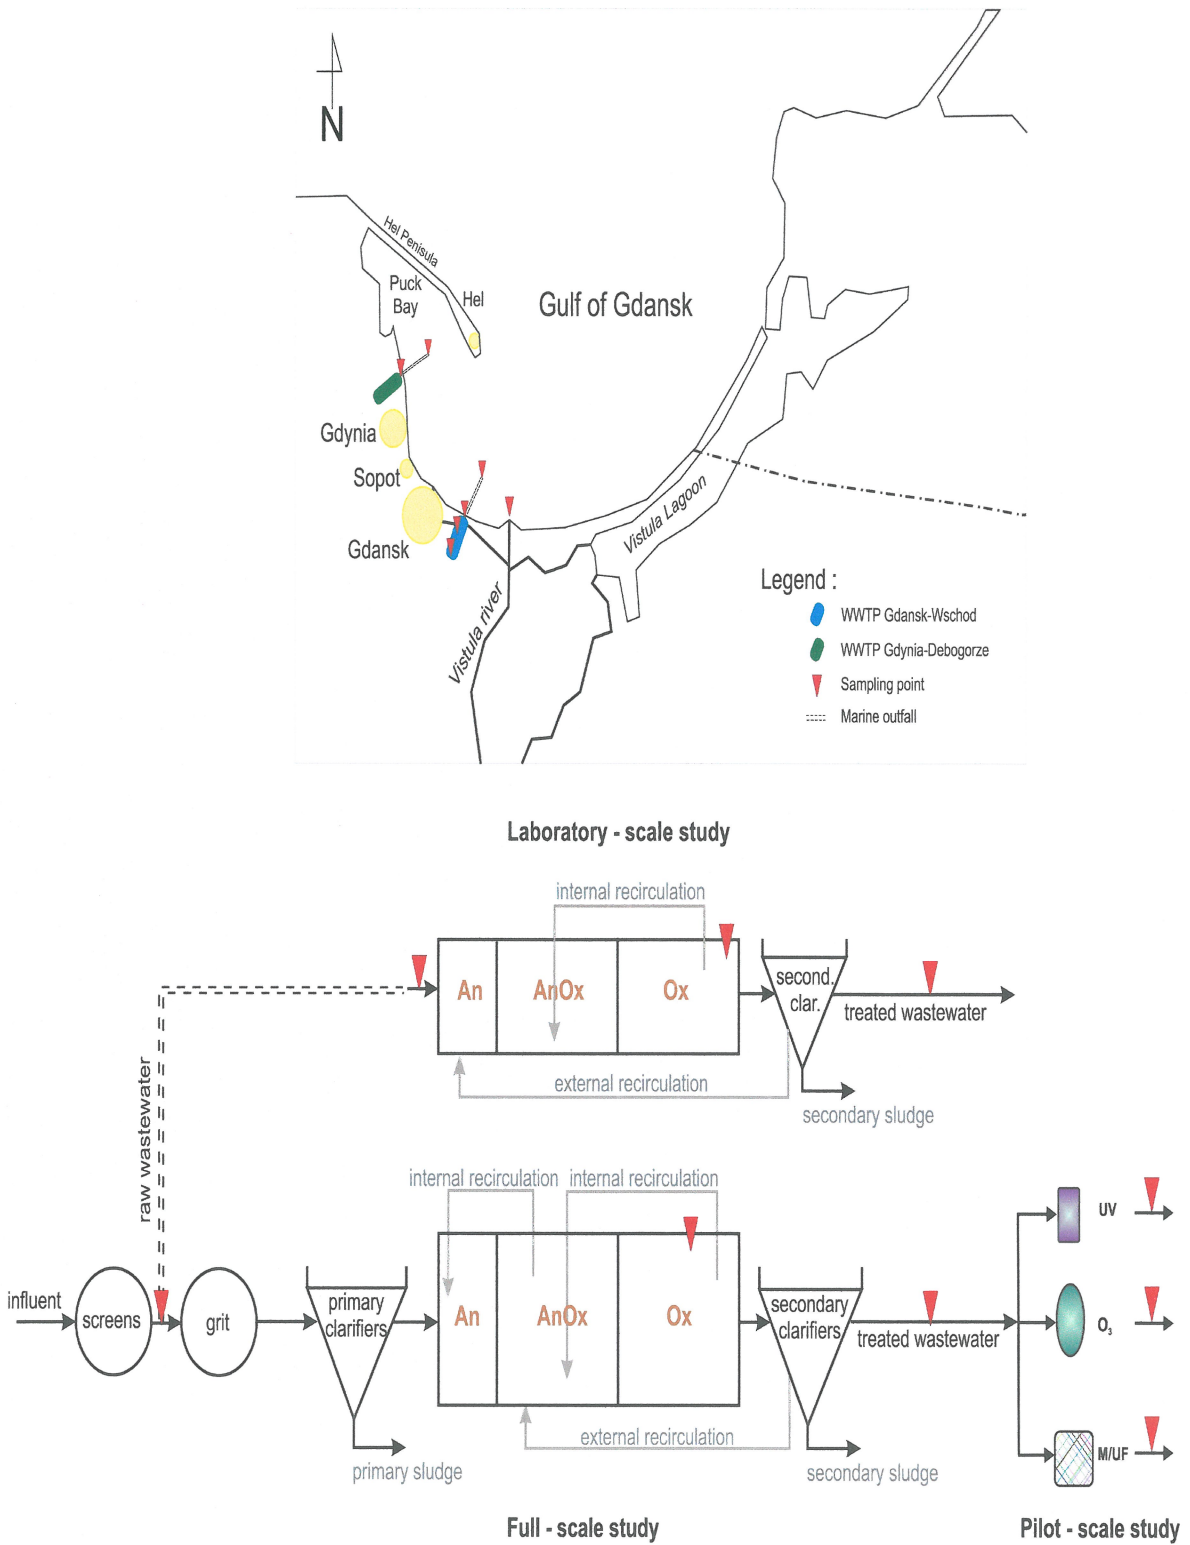 N
Hel Penisula
Puck
Bay
Hel
Gulf of Gdansk
Gdynia
Sopot
Gdansk
Vistula Lagoon
Vistula river
Legend :
WWTP Gdansk-Wschod
WWTP Gdynia-Debogorze
Sampling point
Marine outfall
Laboratory - scale study
internal recirculation
An
AnOx
Ox
second.
clar.
treated wastewater
external recirculation
secondary sludge
raw wastewater
internal recirculation
internal recirculation
influent
screens
grit
primary
clarifiers
An
AnOx
Ox
secondary
clarifiers
treated wastewater
UV
O3
M/UF
external recirculation
primary sludge
secondary sludge
Full - scale study
Pilot - scale study